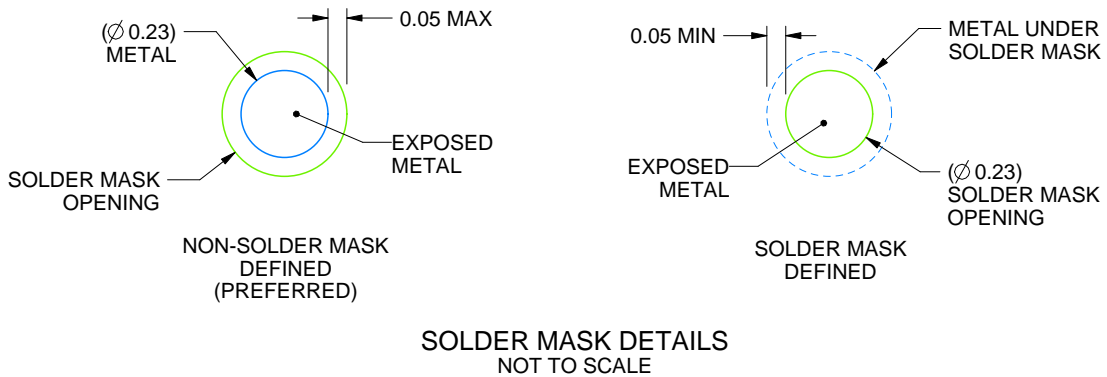 (∅ 0.23)
METAL
0.05 MAX
EXPOSED
METAL
SOLDER MASK
OPENING
NON-SOLDER MASK
DEFINED
(PREFERRED)
0.05 MIN
METAL UNDER
SOLDER MASK
EXPOSED
METAL
(∅ 0.23)
SOLDER MASK
OPENING
SOLDER MASK
DEFINED
SOLDER MASK DETAILS
NOT TO SCALE